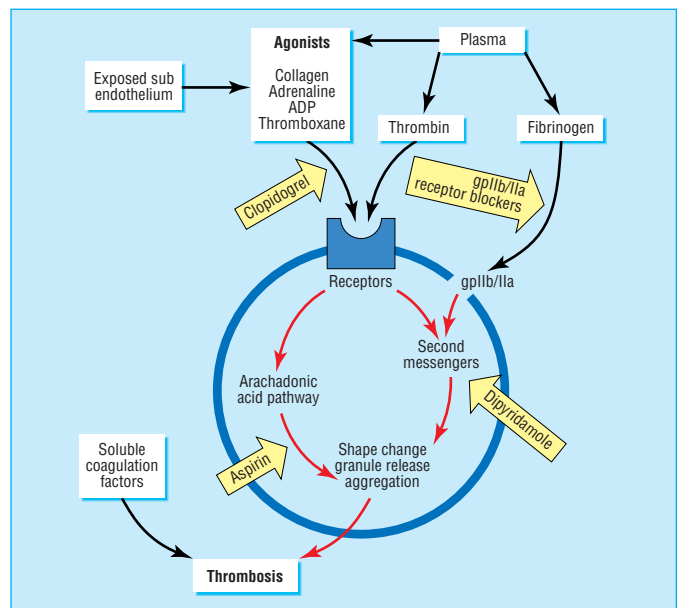 Agonists
Collagen
Adrenaline
ADP
Thromboxane
Plasma
Exposed sub
endothelium
Thrombin
Fibrinogen
Clopidogrel
gpIIb/IIa
receptor blockers
Receptors
gpIIb/IIa
Second
messengers
Arachadonic
acid pathway
Dipyridamole
Shape change
granule release
aggregation
Aspirin
Soluble
coagulation
factors
Thrombosis